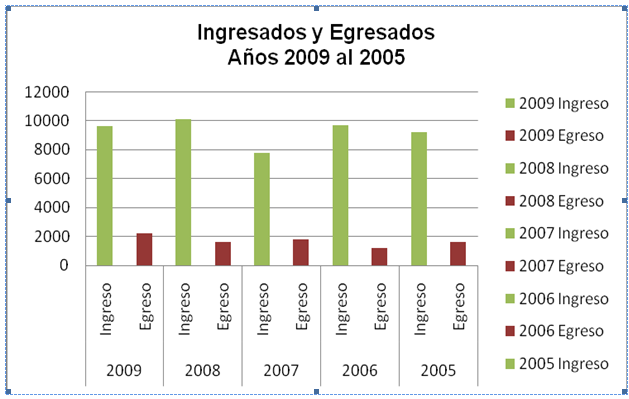 Ingresados y Egresados
Años 2009 al 2005
12000
10000
8000
6000
4000
2000
0
Ingreso Egreso Ingreso Egreso Ingreso Egreso Ingreso Egreso Ingreso Egreso
2009 2008 2007 2006 2005
2009 Ingreso
2009 Egreso
2008 Ingreso
2008 Egreso
2007 Ingreso
2007 Egreso
2006 Ingreso
2006 Egreso
2005 Ingreso